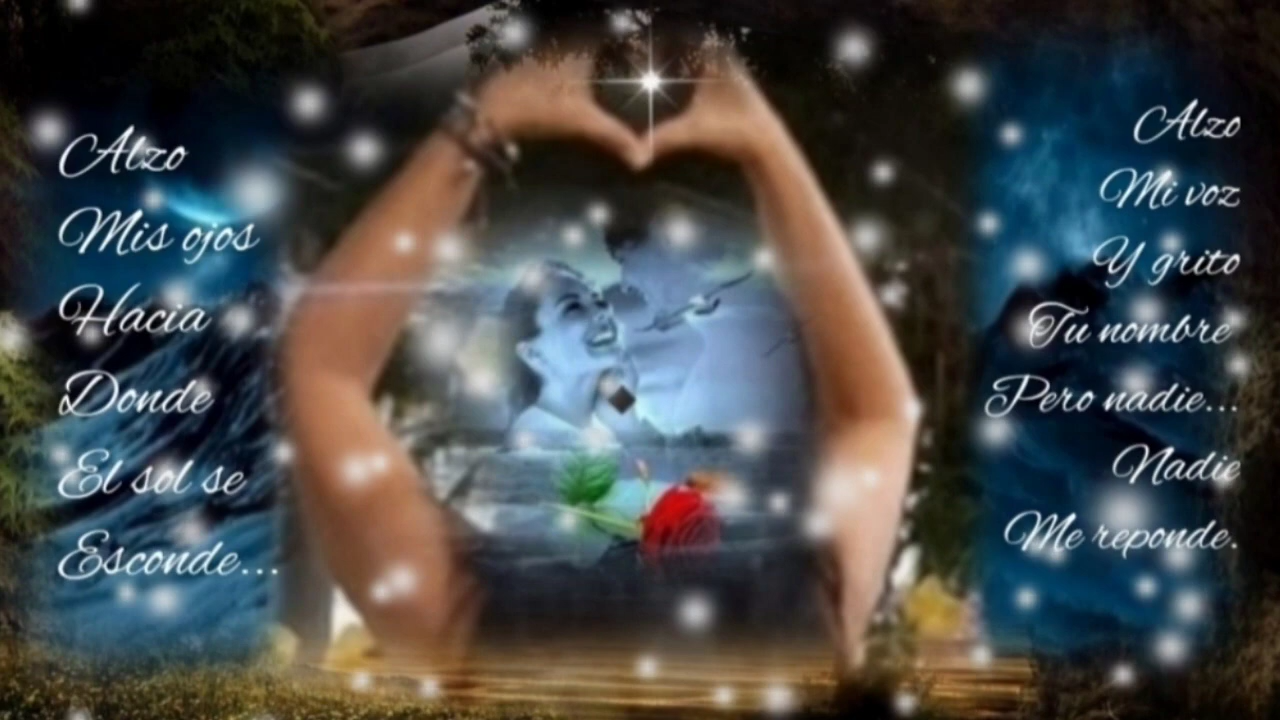 Alzo
Mis ojos
Hacia
Donde
El sol se
Esconde...
Alzo
Mi voz
Y grito
Tu nombre
Pero nadie...
Nadie
Me reponde.